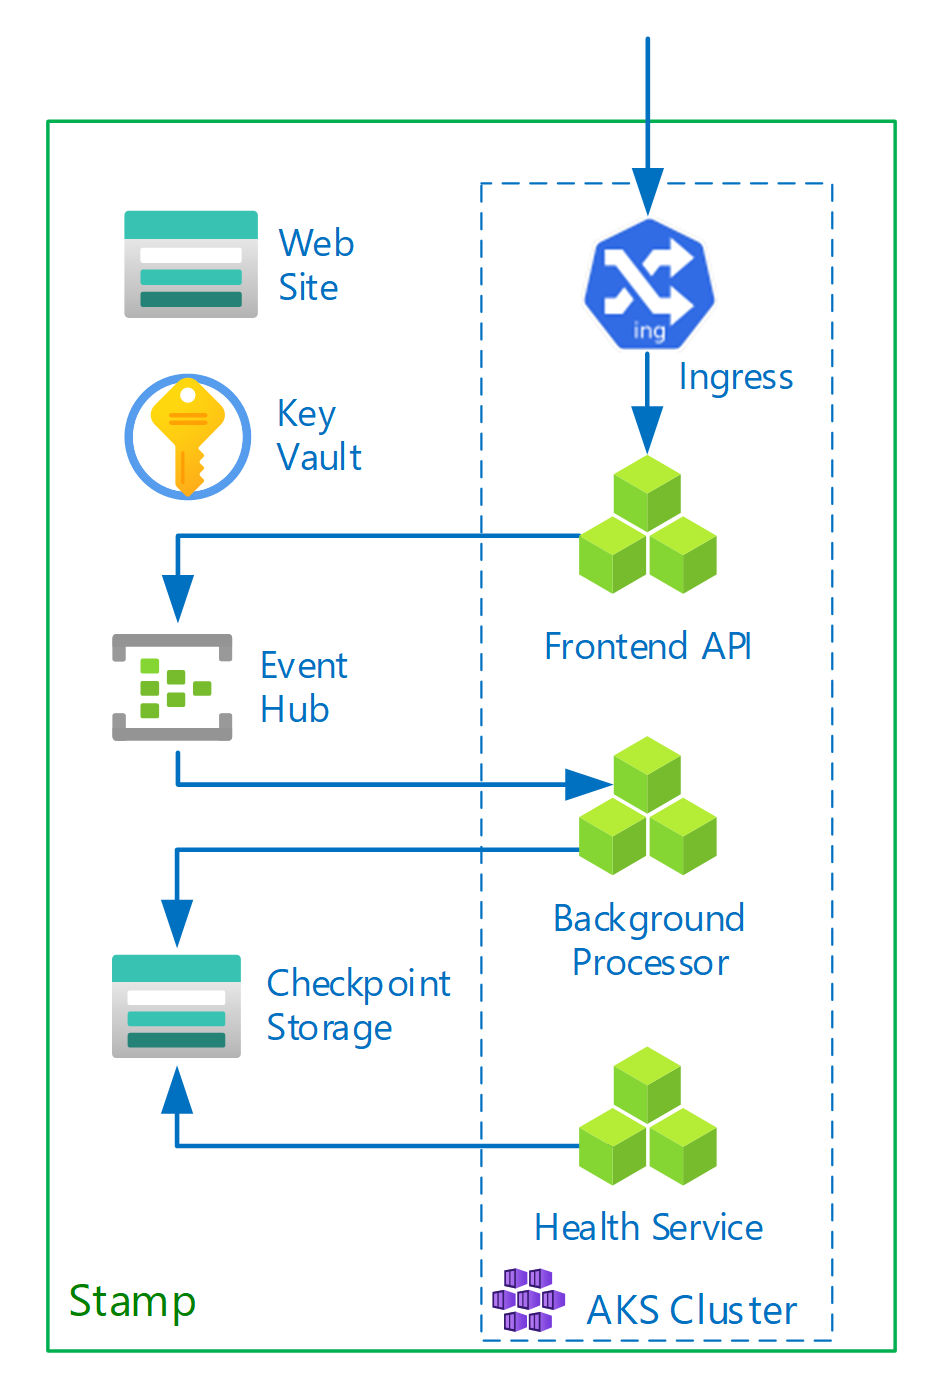 Web
Site
ing
Ingress
Key
Vault
Frontend API
Event
Hub
Background
Processor
Checkpoint
Storage
Health Service
Stamp
AKS Cluster